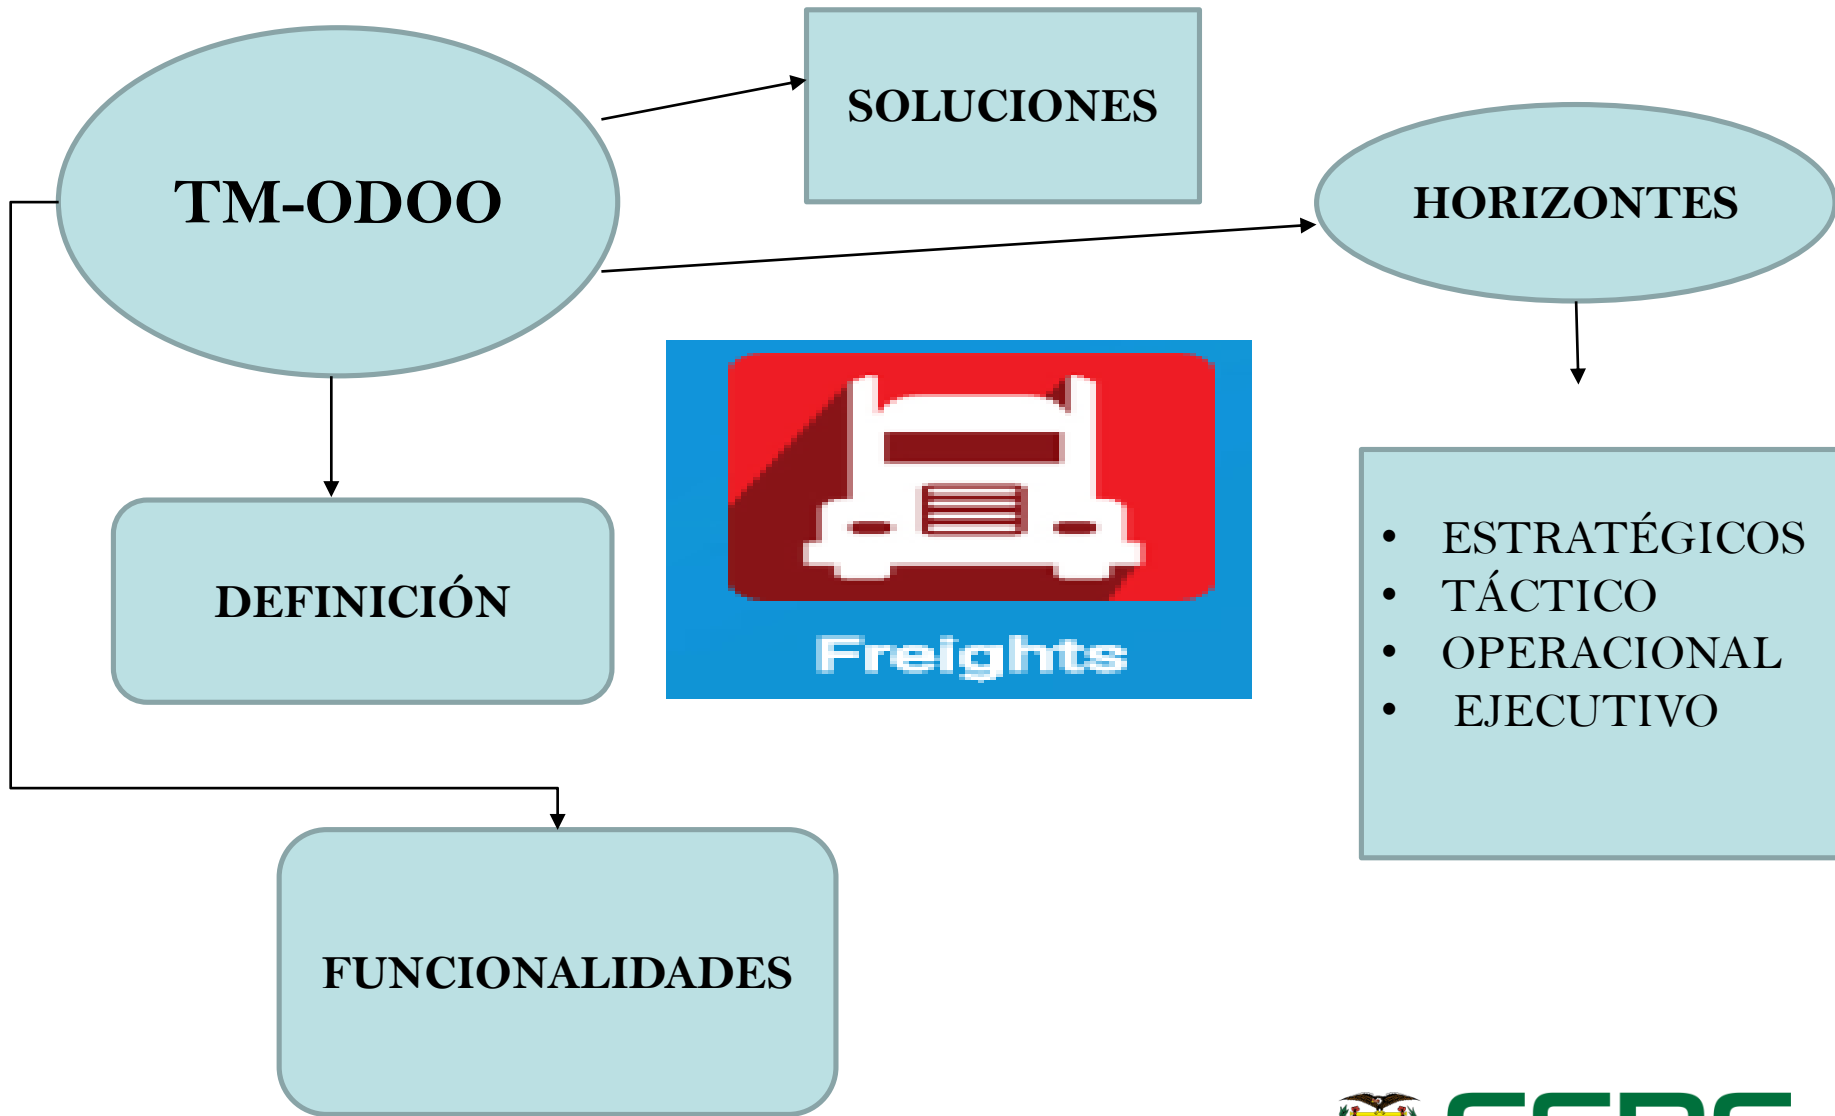 TM-ODOO
SOLUCIONES
HORIZONTES
DEFINICIÓN
Freights
• ESTRATÉGICOS
• TÁCTICO
• OPERACIONAL
• EJECUTIVO
FUNCIONALIDADES